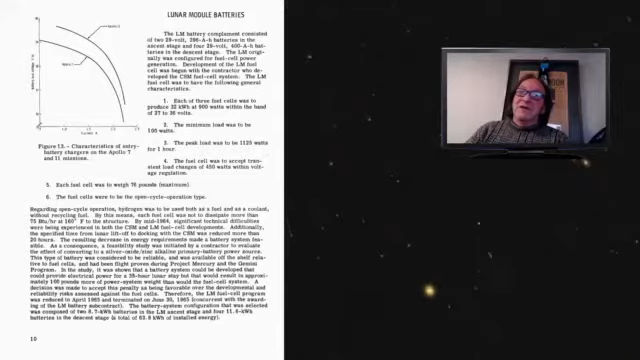 LUNAR MODULE BATTERIES
The LM battery complement consisted
of two 29-volt, 296-A-h batteries in the
ascent stage and four 29-volt, 400-A-h bat-
teries in the descent stage. The LM origi-
nally was configured for fuel-cell power
generation. Development of the LM fuel
cell was begun with the contractor who de-
veloped the CSM fuel-cell system. The LM
fuel cell was to have the following general
characteristics.
1. Each of three fuel cells was to
produce 32 kWh at 900 watts within the band
of 27 to 36 volts
2. The minimum load was to be
watts.
3. The peak load was to be 1125 watts
for 1 hour.
4. The fuel cell was to accept tran-
sient load changes of 450 watts within volt-
age regulation.
Apollo 11
Apollo 7
Figure 13. - Characteristics of entry-
battery chargers on the Apollo 7
and 11 missions.
5. Each fuel cell was to weigh 76 pounds (maximum).
6. The fuel cells were to be the open-cycle-operation type.
Regarding open-cycle operation, hydrogen was to be used both as a fuel and as a coolant,
without recycling fuel. By this means, each fuel cell was not to dissipate more than
75 Btu/hr at 160° F to the structure. By mid-1964, significant technical difficulties
were being experienced in both the CSM and LM fuel-cell developments. Additionally,
the specified time from lunar lift-off to docking with the CSM was reduced more than
20 hours. The resulting decrease in energy requirements made a battery system fea-
sible. As a consequence, a feasibility study was initiated by a contractor to evaluate
the effect of converting to a silver-oxide/zinc alkaline primary-battery power source.
This type of battery was considered to be reliable, and was available off the shelf rela-
tive to fuel cells, and had been flight proven during Project Mercury and the Gemini
Program. In the study, it was shown that a battery system could be developed that
could provide electrical power for a 35-hour lunar stay but would result in approxi-
mately 100 pounds more of power-system weight than would the fuel-cell system. A
decision was made to accept this penalty as being favorable over the developmental and
reliability risks assessed against the fuel cells. Therefore, the LM fuel-cell program
was reduced in April 1965 and terminated on June 30, 1965 (concurrent with the award-
ing of the LM battery subcontract). The battery-system configuration that was selected
was composed of two 8.7-kWh batteries in the LM ascent stage and four 11.6-kWh
batteries in the descent stage (a total of 63.8 kWh of installed energy).
10